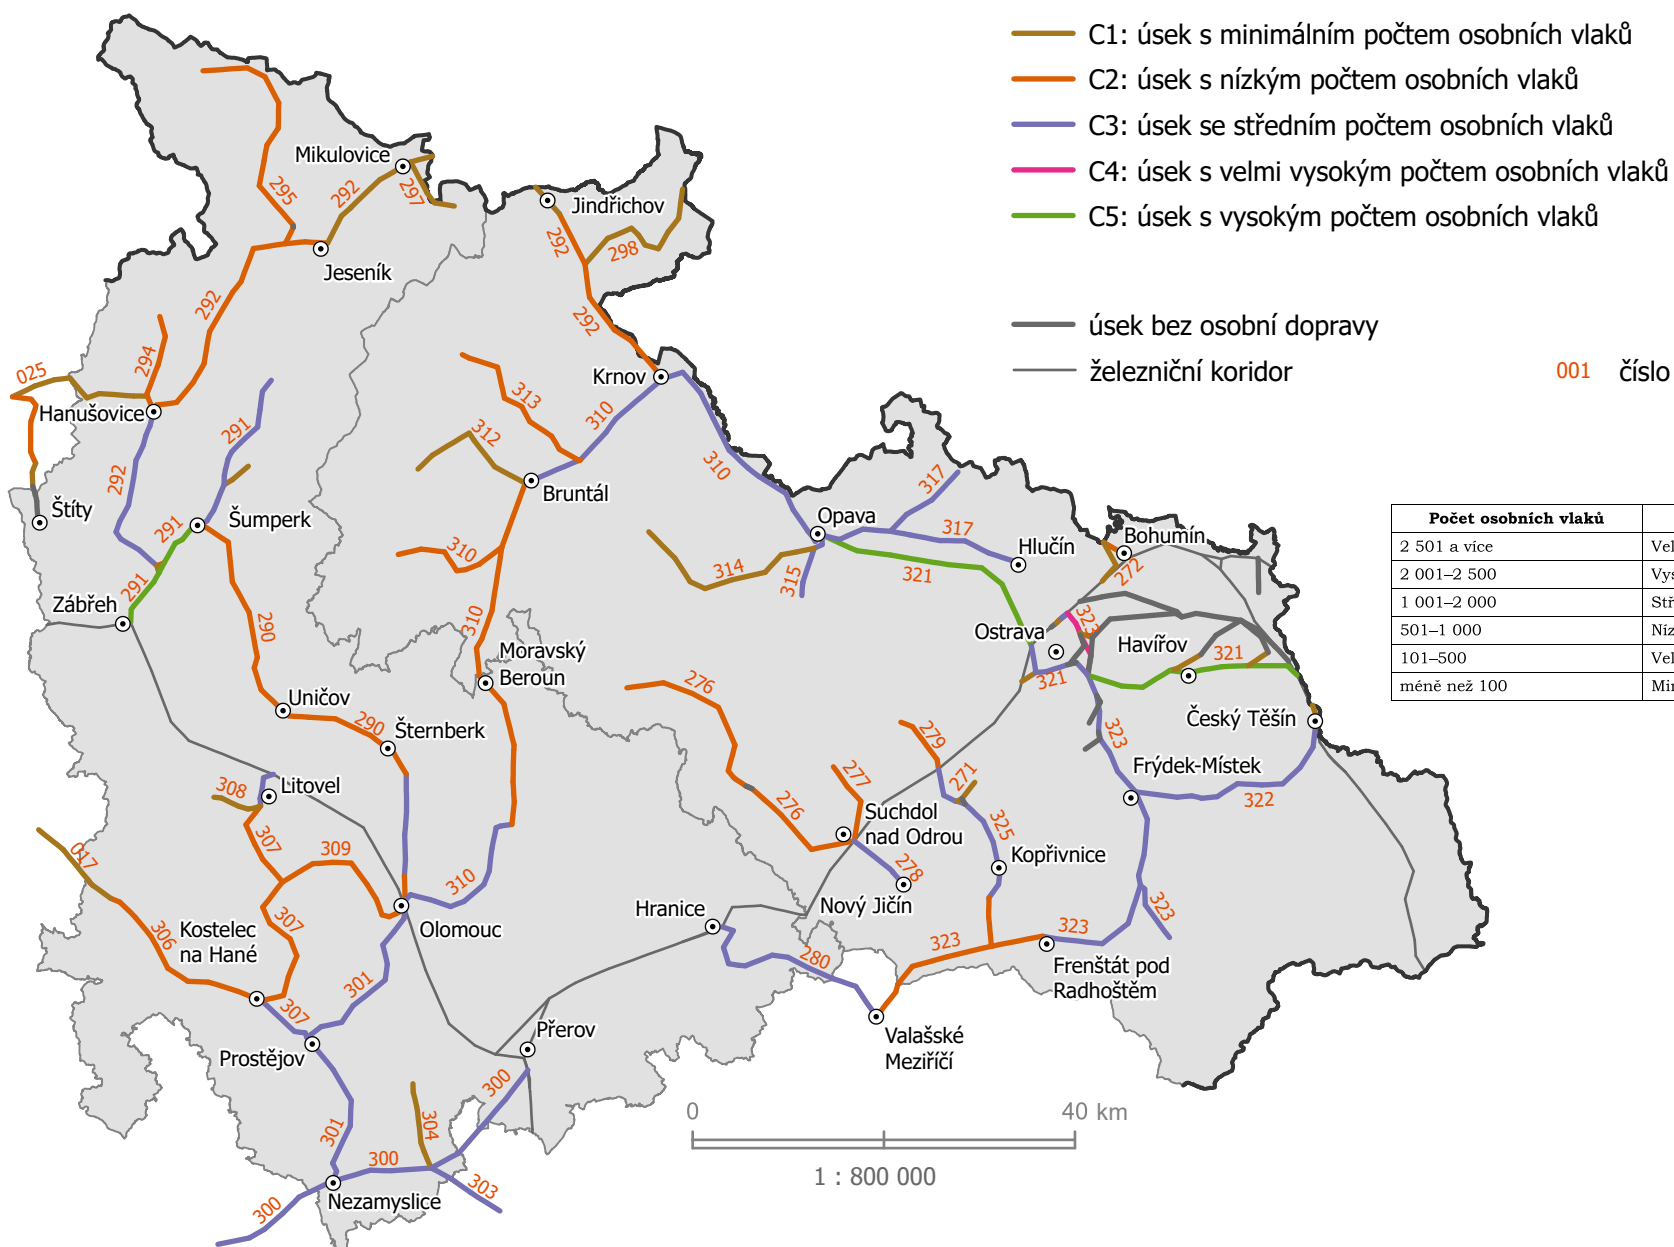 C1: úsek s minimálním počtem osobních vlaků
C2: úsek s nízkým počtem osobních vlaků
C3: úsek se středním počtem osobních vlaků
C4: úsek s velmi vysokým počtem osobních vlaků
C5: úsek s vysokým počtem osobních vlaků
úsek bez osobní dopravy
železniční koridor
001 číslo
Mikulovice
295
292
297
Jindřichov
292
298
Jeseník
292
292
294
025
Krnov
313
310
Hanušovice
291
312
310
292
Bruntál
317
Štíty
291
Šumperk
Opava
317
Bohumín
Hlučín
310
314
315
321
272
291
Zábřeh
290
310
Ostrava
323
Havířov
Moravský
Beroun
321
321
276
Uničov
290
Šternberk
279
323
Český Těšín
Frýdek-Místek
308
Litovel
277
271
276
322
Suchdol
nad Odrou
325
307
309
017
Kopřivnice
278
310
Nový Jičín
323
Hranice
307
306
Kostelec
na Hané
Olomouc
323
323
280
Frenštát pod
Radhoštěm
301
307
Přerov
Valašské
Meziříčí
Prostějov
300
304
301
300
303
Nezamyslice
300
0 40 km
1 : 800 000
Počet osobních vlaků
2 501 a více Vel
2 001–2 500 Vys
1 001–2 000 Stř
501–1 000 Níz
101–500 Vel
méně než 100 Min